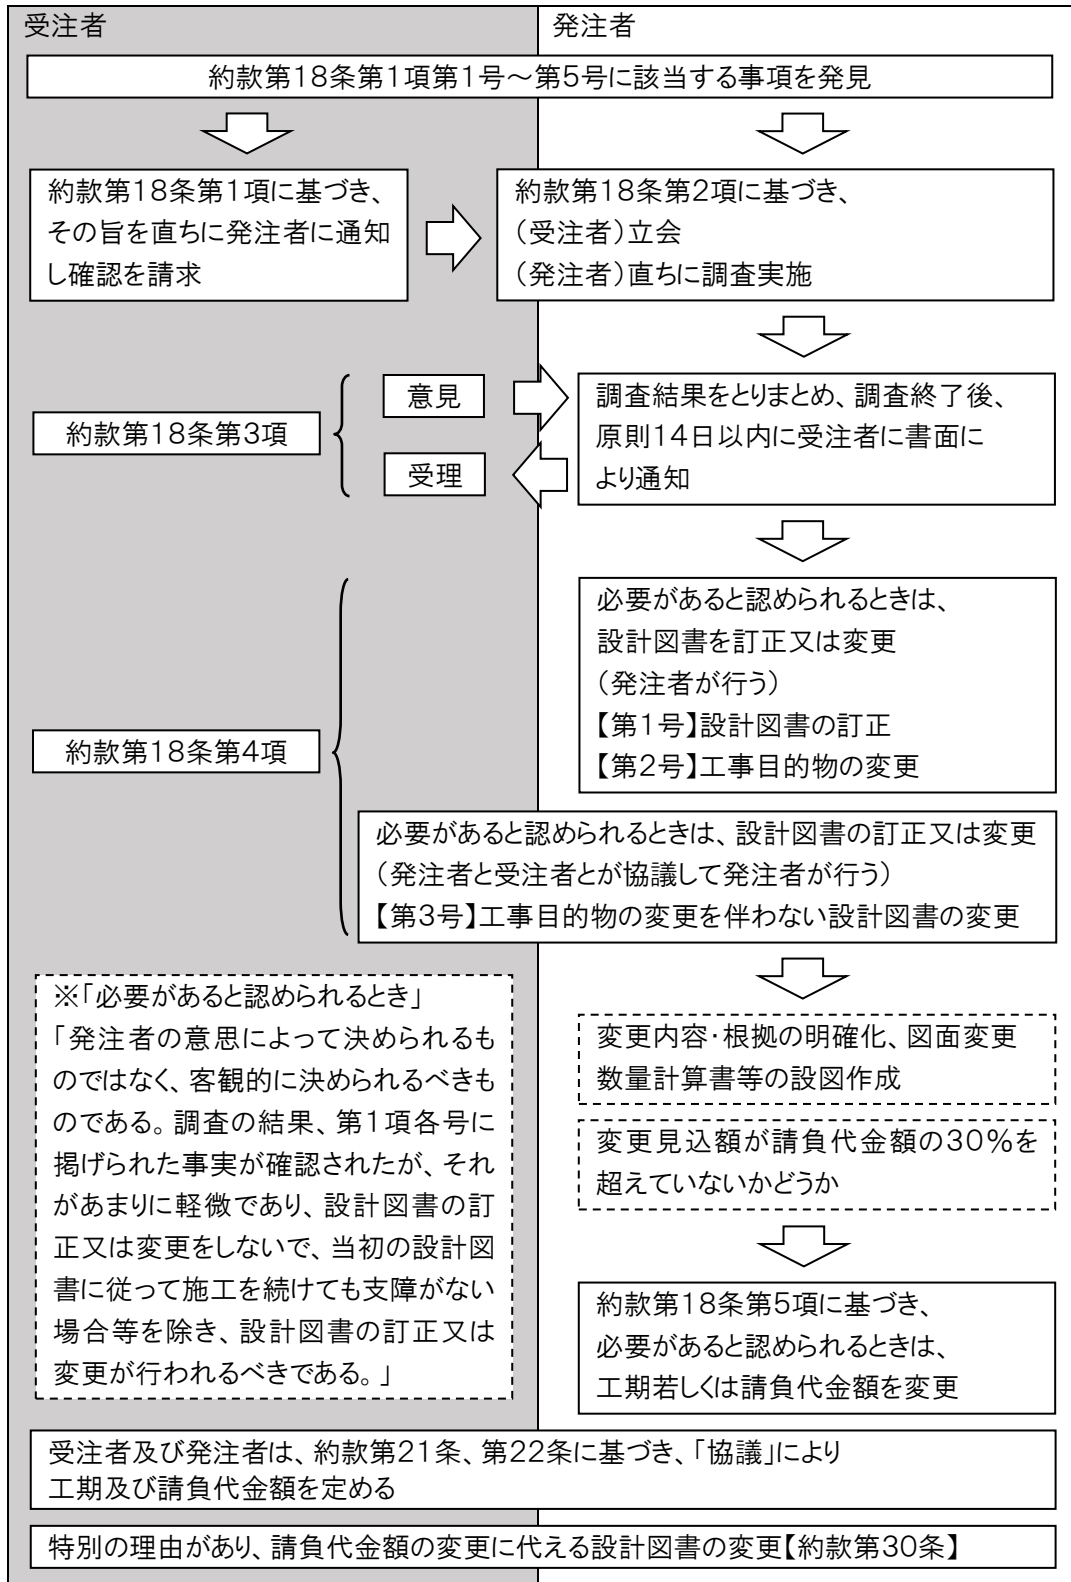 受注者
発注者
約款第18条第1項第1号～第5号に該当する事項を発見
約款第18条第1項に基づき、
その旨を直ちに発注者に通知
し確認を請求
約款第18条第2項に基づき、
（受注者）立会
（発注者）直ちに調査実施
約款第18条第3項
意見
受理
調査結果をとりまとめ、調査終了後、
原則14日以内に受注者に書面に
より通知
約款第18条第4項
必要があると認められるときは、
設計図書を訂正又は変更
（発注者が行う）
【第1号】設計図書の訂正
【第2号】工事目的物の変更
必要があると認められるときは、設計図書の訂正又は変更
（発注者と受注者とが協議して発注者が行う）
【第3号】工事目的物の変更を伴わない設計図書の変更
※「必要があると認められるとき」
「発注者の意思によって決められるも
のではなく、客観的に決められるべきも
のである。調査の結果、第1項各号に
掲げられた事実が確認されたが、それ
があまりに軽微であり、設計図書の訂
正又は変更をしないで、当初の設計図
書に従って施工を続けても支障がない
場合等を除き、設計図書の訂正又は
変更が行われるべきである。」
変更内容・根拠の明確化、図面変更
数量計算書等の設図作成
変更見込額が請負代金額の30％を
超えていないかどうか
約款第18条第5項に基づき、
必要があると認められるときは、
工期若しくは請負代金額を変更
受注者及び発注者は、約款第21条、第22条に基づき、「協議」により
工期及び請負代金額を定める
特別の理由があり、請負代金額の変更に代える設計図書の変更【約款第30条】